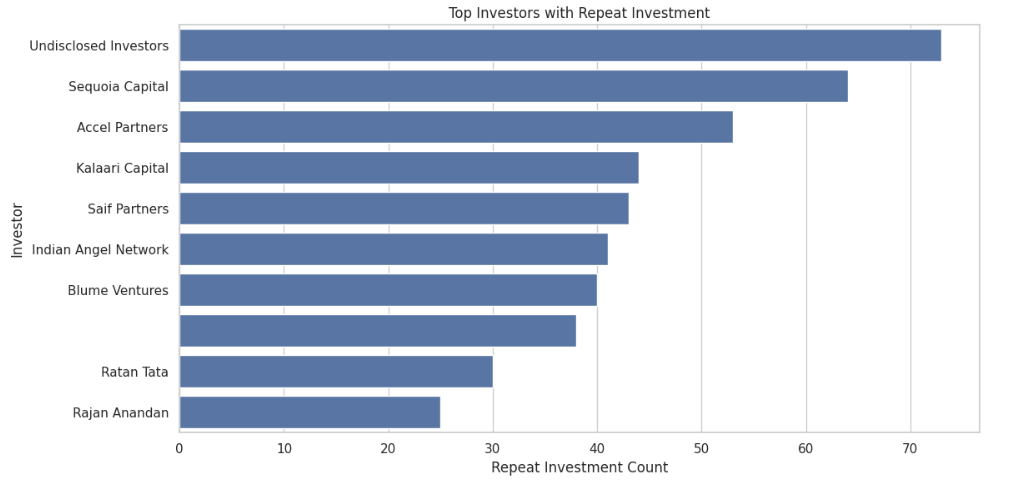 Top Investors with Repeat Investment
Investor
Undisclosed Investors
Sequoia Capital
Accel Partners
Kalaari Capital
Saif Partners
Indian Angel Network
Blume Ventures
Ratan Tata
Rajan Anandan
0 10 20 30 40 50 60 70
Repeat Investment Count